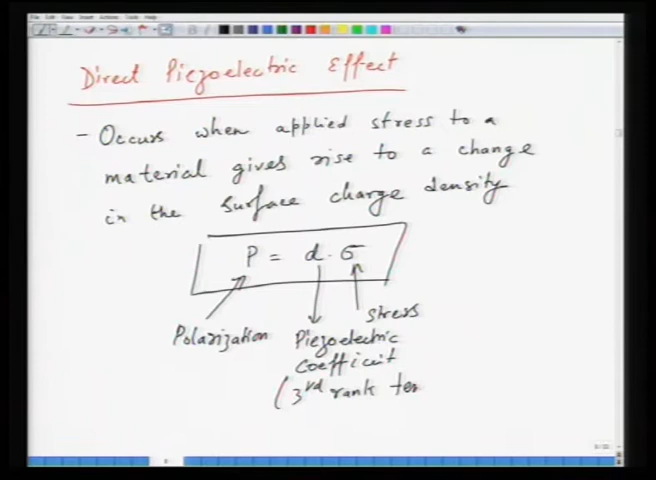 Direct Piezoelectric Effect
- Occurs when applied stress to a
material gives rise to a change
in the surface charge density
P = d . σ
stress
Polarization Piezoelectric
coefficient
(3rd rank ten